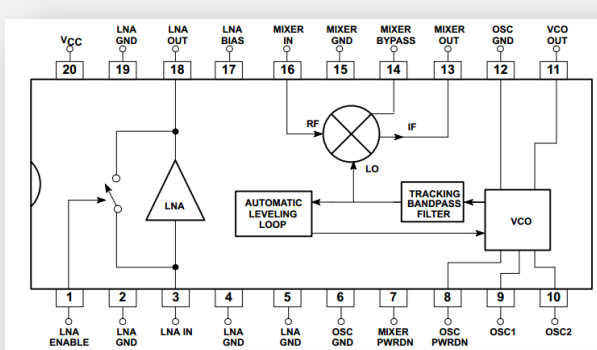 VCC
LNA GND
LNA OUT
LNA BIAS
MIXER IN
MIXER GND
MIXER BYPASS
MIXER OUT
OSC GND
VCO OUT
20 19 18 17 16 15 14 13 12 11
RF
IF
LO
LNA
AUTOMATIC
LEVELING
LOOP
TRACKING
BANDPASS
FILTER
VCO
1 2 3 4 5 6 7 8 9 10
LNA ENABLE
LNA GND
LNA IN
LNA GND
LNA GND
OSC GND
MIXER PWRDN
OSC PWRDN
OSC1
OSC2